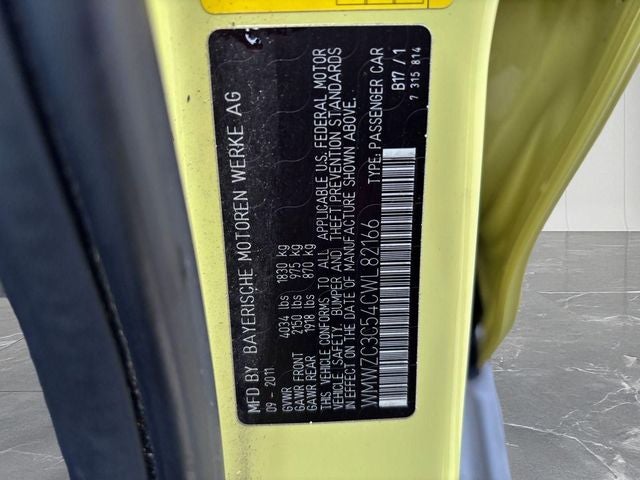 MFD BY BAYERISCHE MOTOREN WERKE AG
09 - 2011
GVWR 4034 lbs 1830 kg
GAWR FRONT 2150 lbs 975 kg
GAWR REAR 1918 lbs 870 kg
THIS VEHICLE CONFORMS TO ALL APPLICABLE U.S. FEDERAL MOTOR
VEHICLE SAFETY, BUMPER AND THEFT PREVENTION STANDARDS
IN EFFECT ON THE DATE OF MANUFACTURE SHOWN ABOVE.
WMWZC3C54CWL82166 TYPE: PASSENGER CAR
B17 / 1
7 315 814